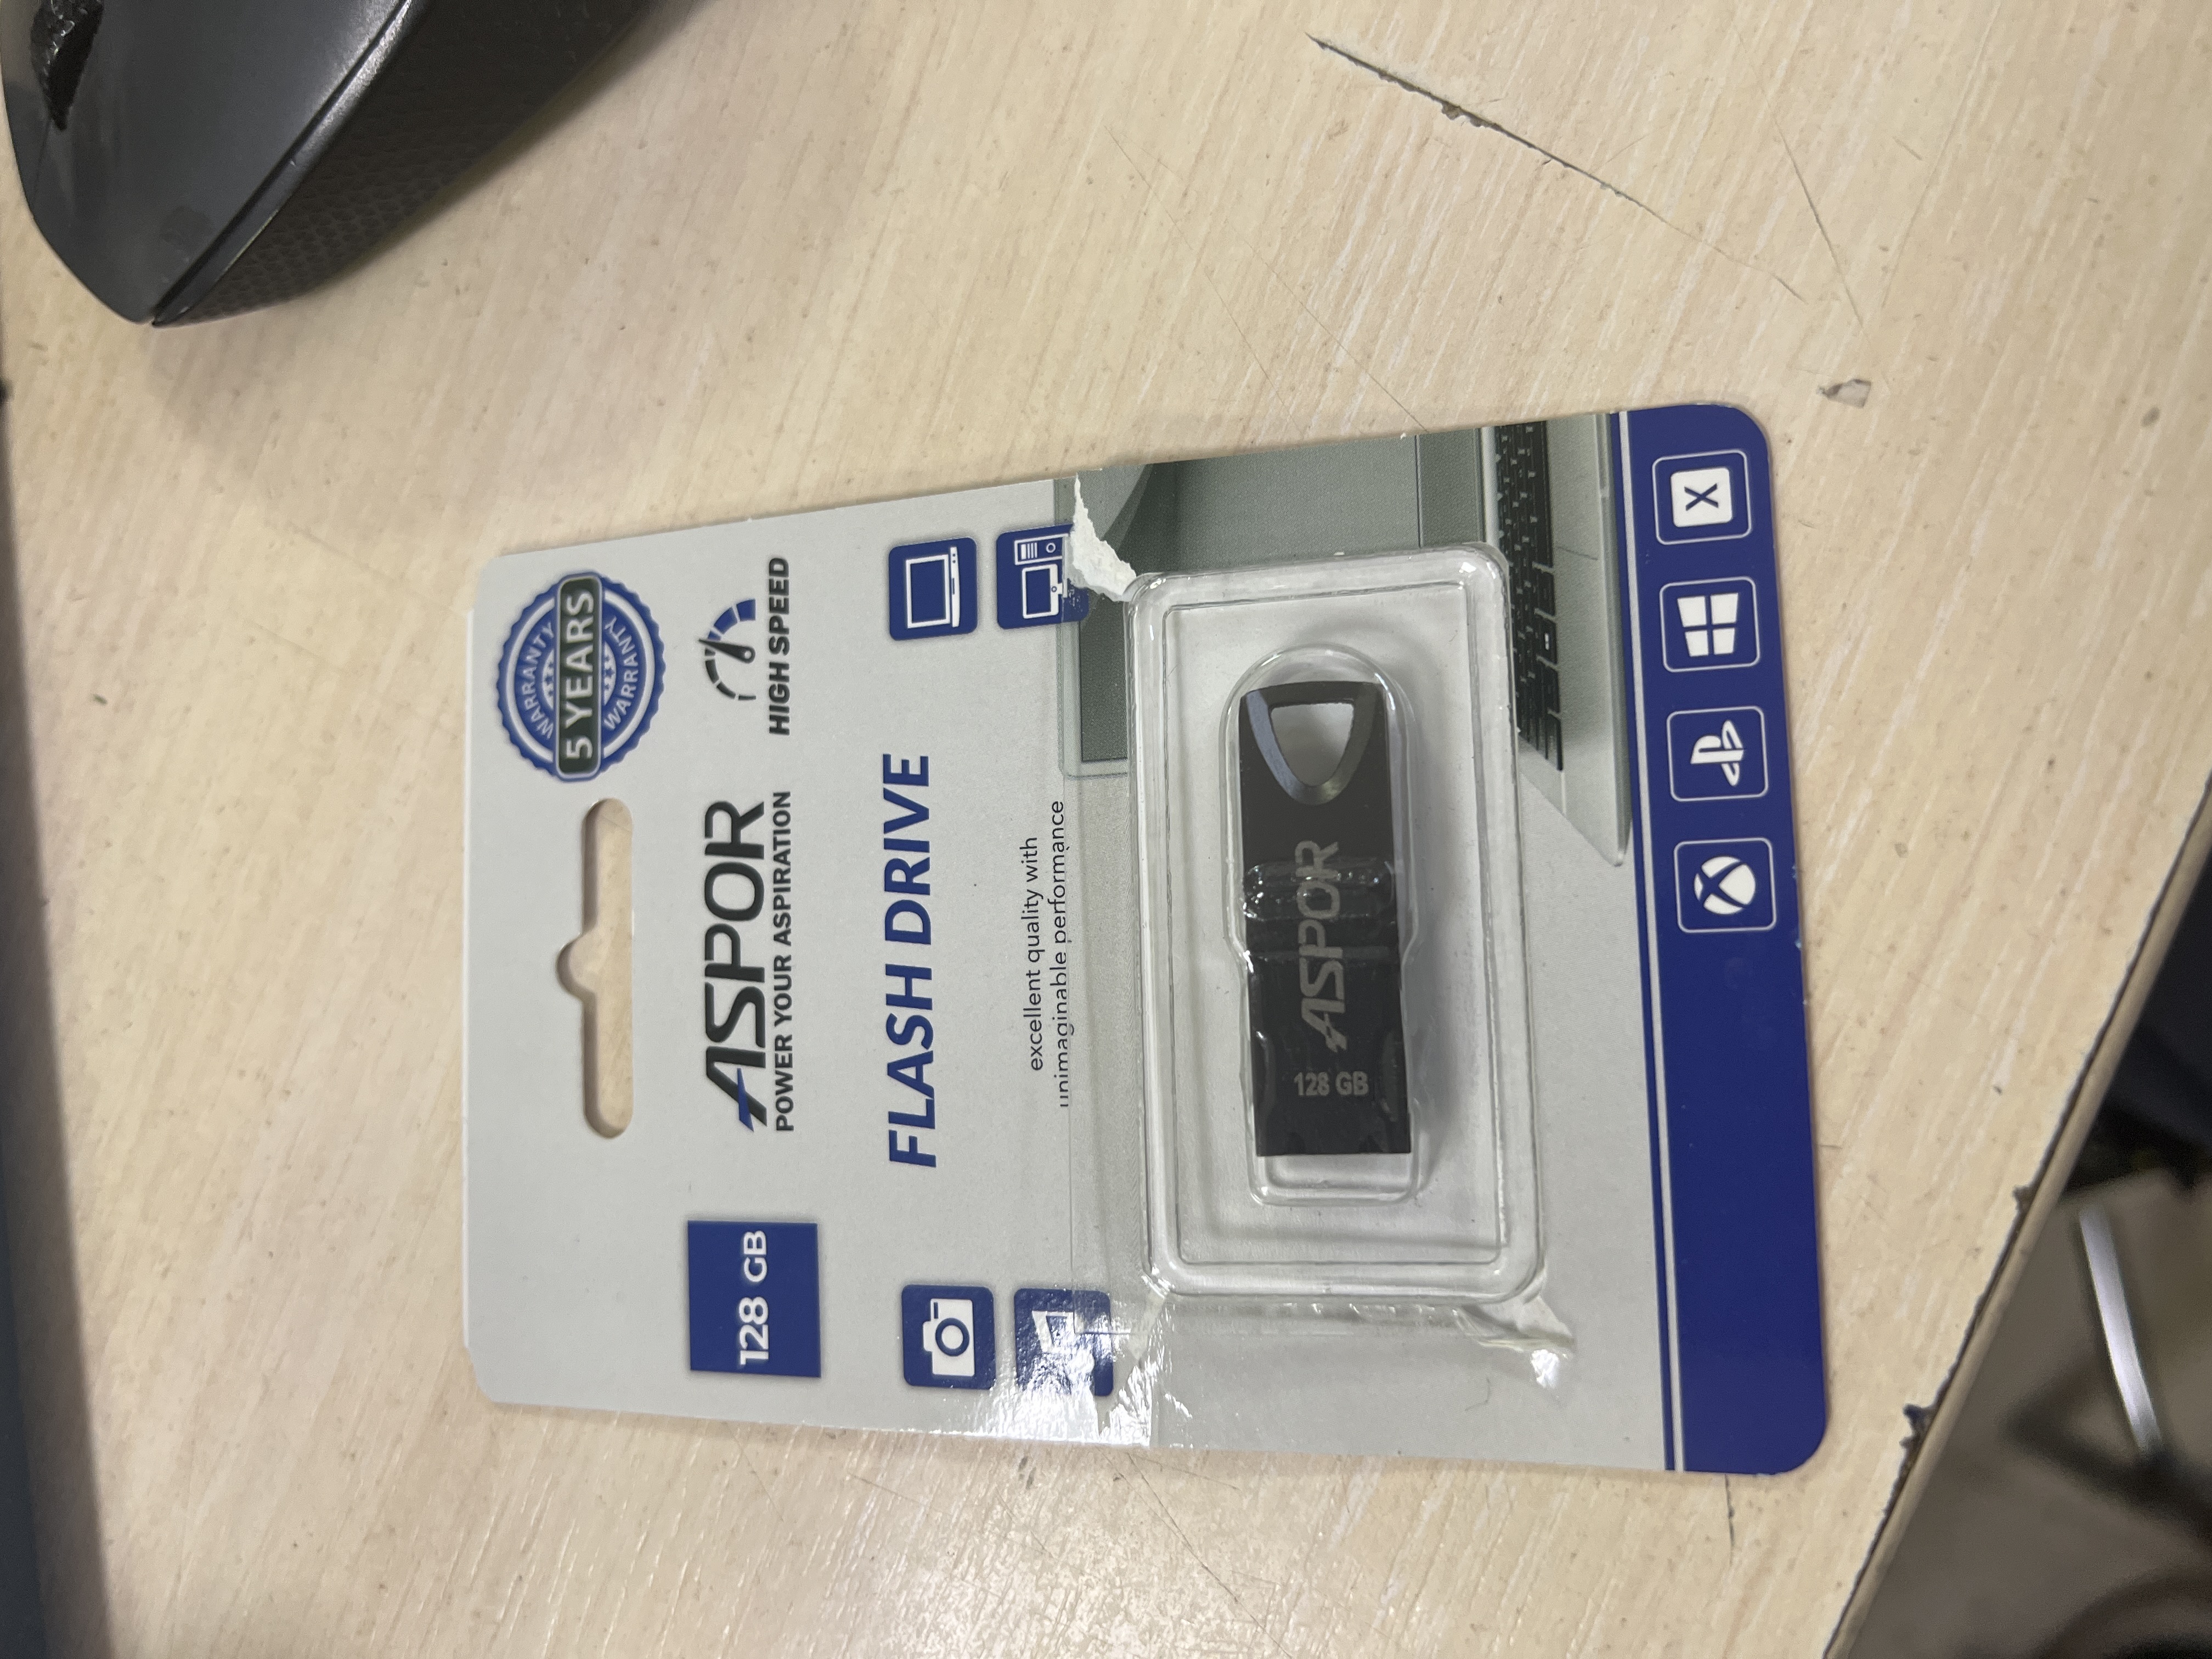 WARRANTY
5 YEARS
WARRANTY
ASPOR
POWER YOUR ASPIRATION
HIGH SPEED
128 GB
FLASH DRIVE
excellent quality with
unimaginable performance
128 GB ASPOR
X